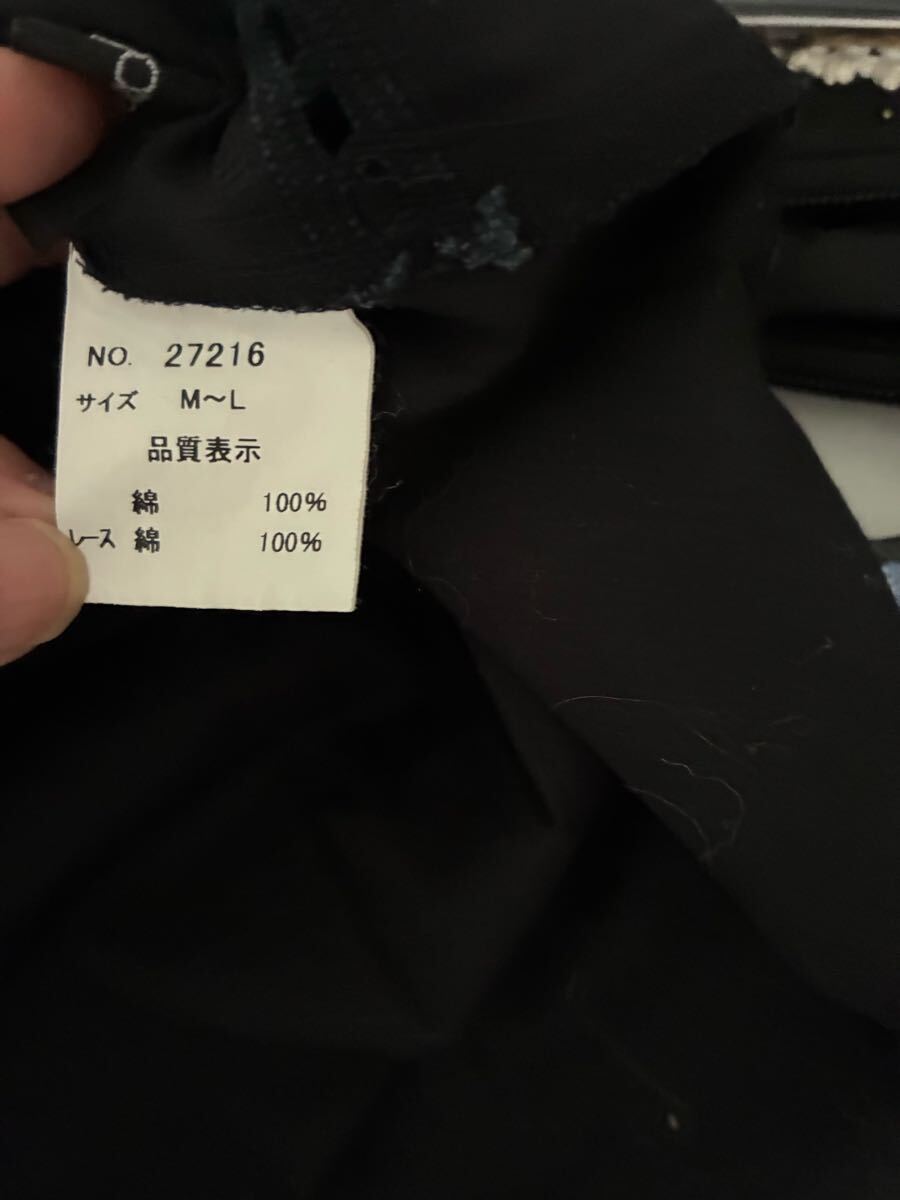 NO. 27216
サイズ M～L
品質表示
綿 100%
レース 綿 100%